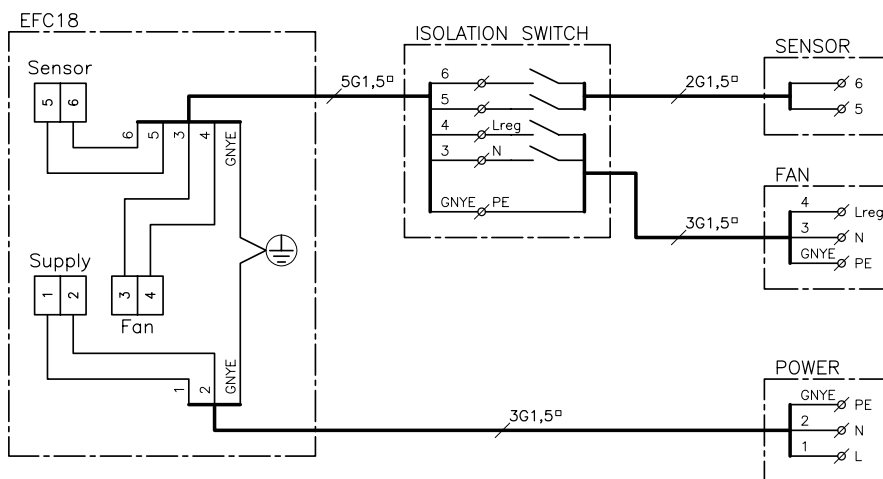 EFC18
Sensor
5 6
6 5 3 4 GNYE
Supply
1 2
3 4
Fan
1 2 GNYE
5G1,5▫
ISOLATION SWITCH
6
5
4 Lreg
3 N
GNYE PE
2G1,5▫
SENSOR
6
5
3G1,5▫
FAN
4 Lreg
3 N
GNYE PE
3G1,5▫
POWER
GNYE PE
2 N
1 L